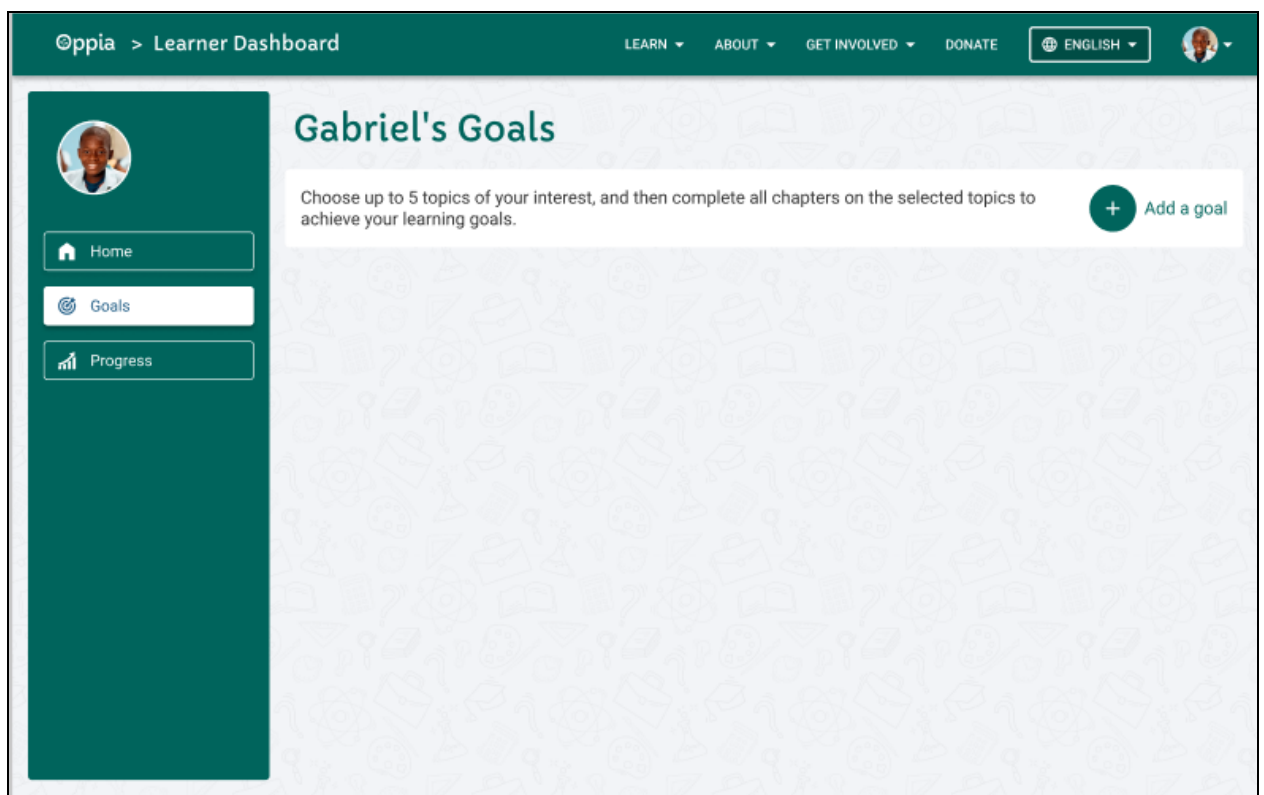 Oppia > Learner Dashboard
LEARN ABOUT GET INVOLVED DONATE ENGLISH
Home
Goals
Progress
Gabriel's Goals
Choose up to 5 topics of your interest, and then complete all chapters on the selected topics to
achieve your learning goals.
+ Add a goal